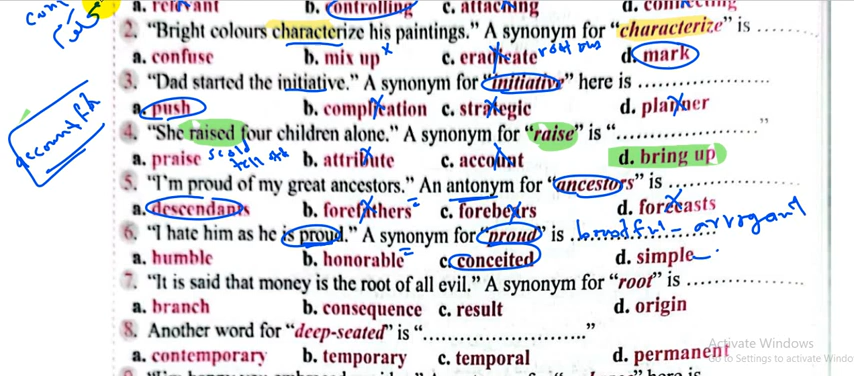 a. relevant b. controlling c. attacking d. connecting
2. "Bright colours characterize his paintings." A synonym for "characterize" is ............
a. confuse b. mix up x c. eradicate d. mark
3. "Dad started the initiative." A synonym for "initiative" here is ....................
a. push b. complication c. strategic d. planner
4. "She raised four children alone." A synonym for "raise" is "........................."
a. praise scold b. attribute c. account d. bring up
accountable
5. "I'm proud of my great ancestors." An antonym for "ancestors" is ....................
a. descendants b. forefathers = c. forebears d. forecasts
6. "I hate him as he is proud." A synonym for "proud" is ......................... arrogant
a. humble b. honorable = c. conceited d. simple
7. "It is said that money is the root of all evil." A synonym for "root" is ...................
a. branch b. consequence c. result d. origin
8. Another word for "deep-seated" is "............................."
a. contemporary b. temporary c. temporal d. permanent
Activate Windows
Go to Settings to activate Windo